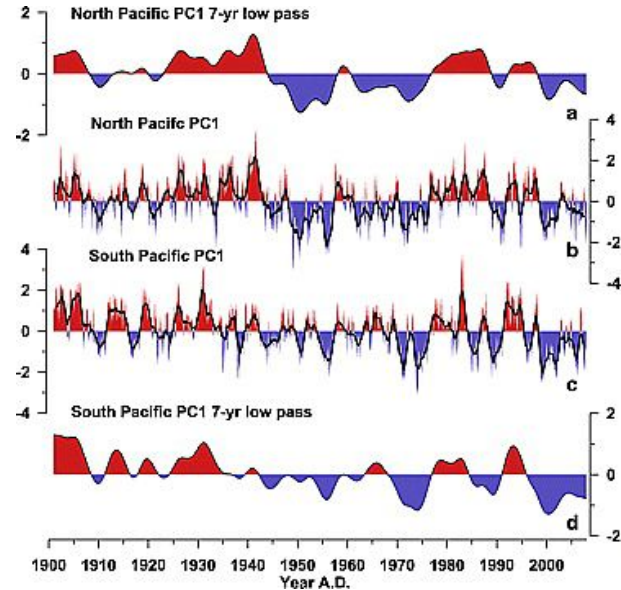 North Pacific PC1 7-yr low pass
2
0
-2
a
North Pacifc PC1
4
2
0
-2
-4
b
South Pacific PC1
4
2
0
-2
-4
c
South Pacific PC1 7-yr low pass
2
0
-2
d
1900 1910 1920 1930 1940 1950 1960 1970 1980 1990 2000
Year A.D.